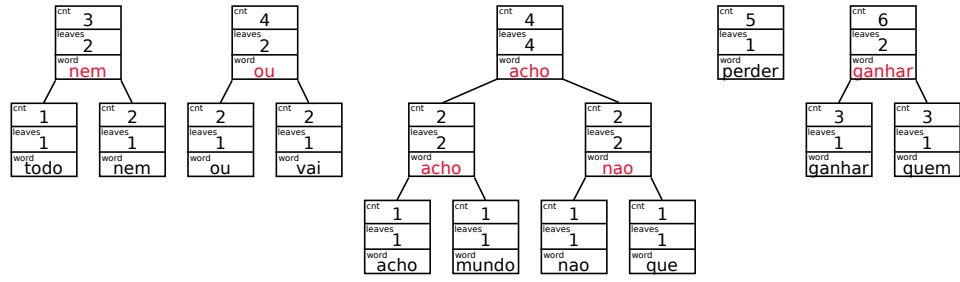 cnt 3 cnt 4 cnt 4 cnt 5 cnt 6
leaves 2 leaves 2 leaves 4 leaves 1 leaves 2
word nem word ou word acho word perder word ganhar
cnt 1 cnt 2 cnt 2 cnt 2 cnt 2 cnt 2 cnt 3 cnt 3
leaves 1 leaves 1 leaves 1 leaves 1 leaves 2 leaves 2 leaves 1 leaves 1
word todo word nem word ou word vai word acho word nao word ganhar word quem
cnt 1 cnt 1 cnt 1 cnt 1
leaves 1 leaves 1 leaves 1 leaves 1
word acho word mundo word nao word que